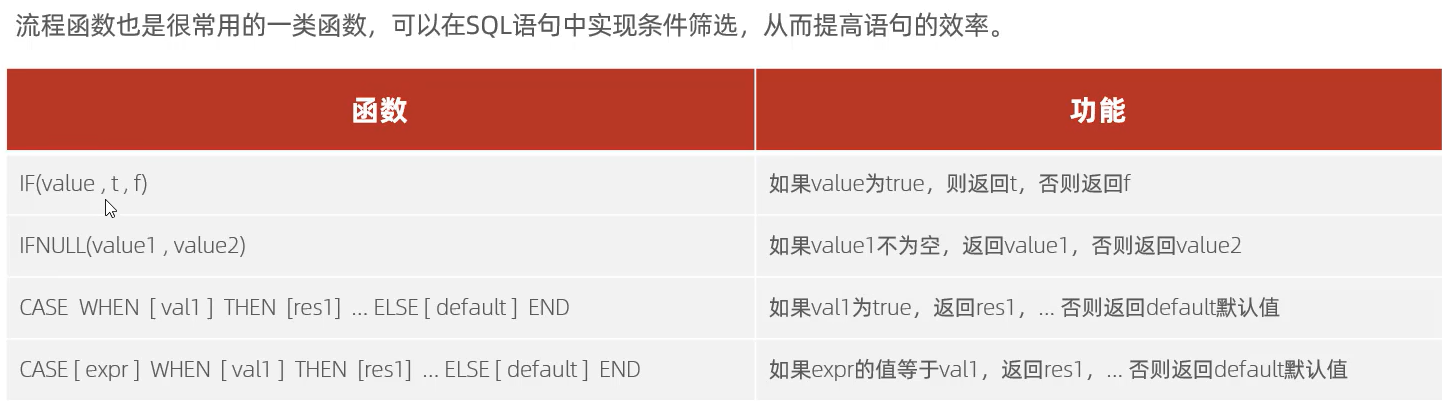 流程函数也是很常用的一类函数，可以在SQL语句中实现条件筛选，从而提高语句的效率。
函数 功能
IF(value , t , f) 如果value为true，则返回t，否则返回f
IFNULL(value1 , value2) 如果value1不为空，返回value1，否则返回value2
CASE WHEN [ val1 ] THEN [res1] ... ELSE [ default ] END 如果val1为true，返回res1，... 否则返回default默认值
CASE [ expr ] WHEN [ val1 ] THEN [res1] ... ELSE [ default ] END 如果expr的值等于val1，返回res1，... 否则返回default默认值